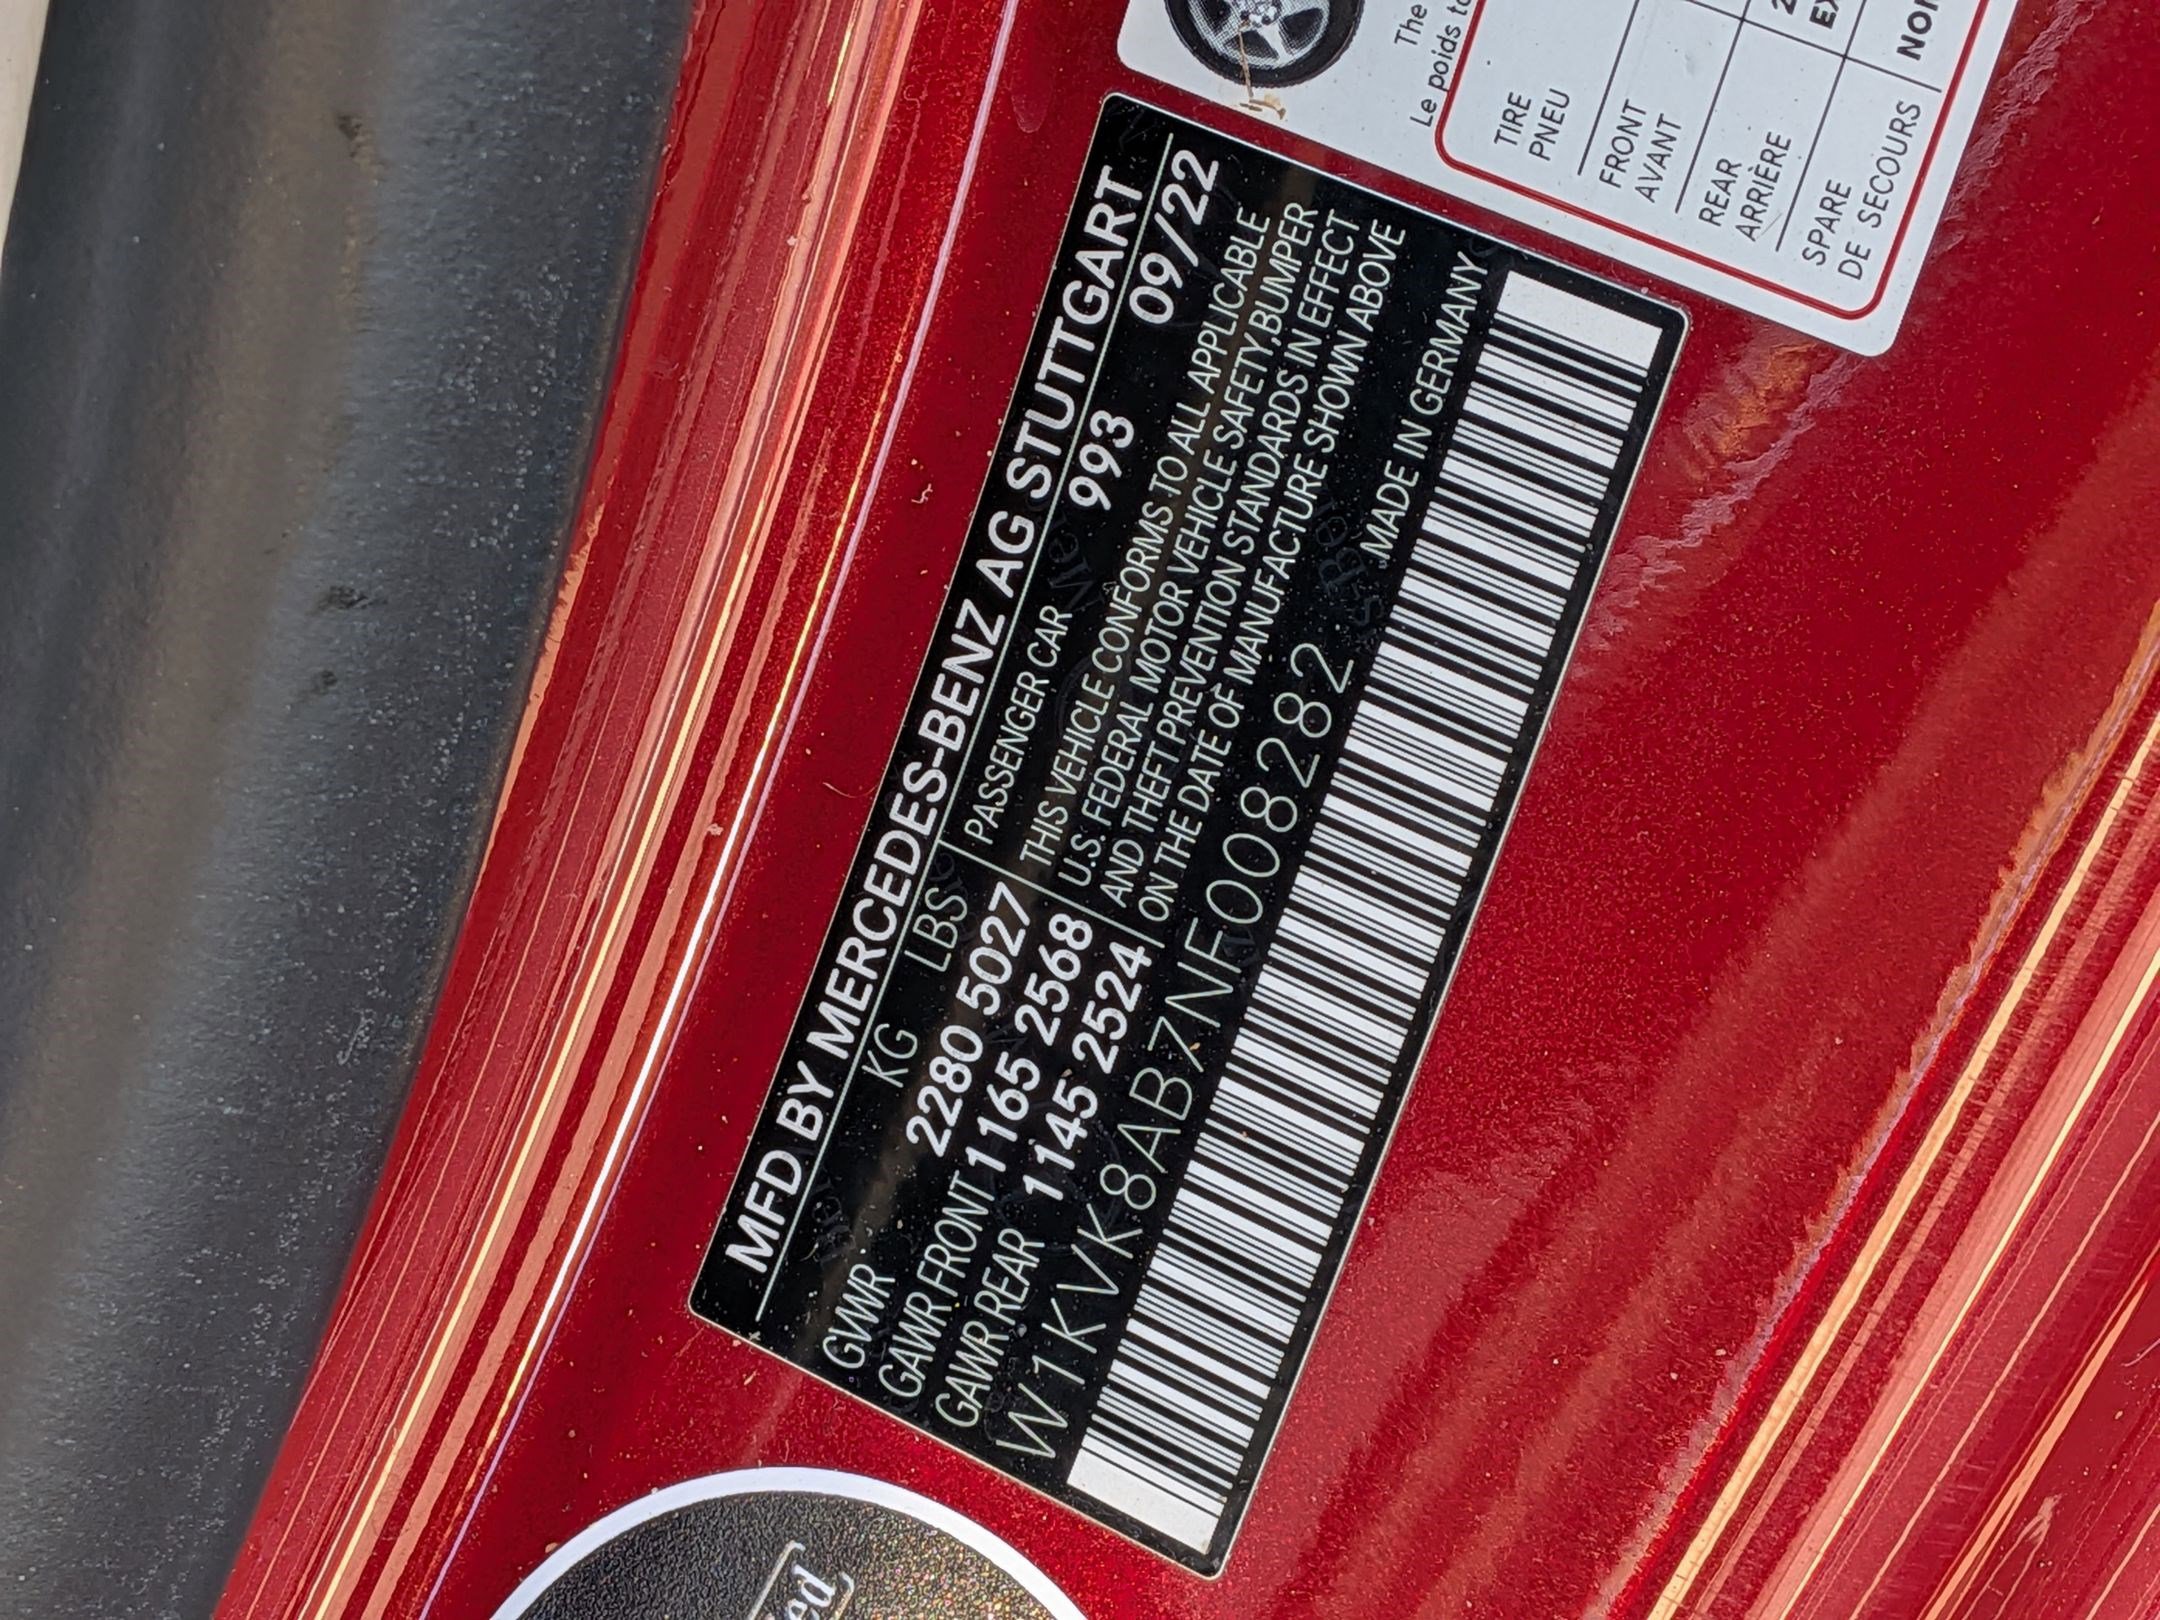 MFD BY MERCEDES-BENZ AG STUTTGART
KG LBS
PASSENGER CAR 993 09/22
GVWR 2280 5027
GAWR FRONT 1165 2568
GAWR REAR 1145 2524
THIS VEHICLE CONFORMS TO ALL APPLICABLE
U.S. FEDERAL MOTOR VEHICLE SAFETY,BUMPER
AND THEFT PREVENTION STANDARDS IN EFFECT
ON THE DATE OF MANUFACTURE SHOWN ABOVE
W1KVK8AB7NF008282
MADE IN GERMANY
The
Le poids
TIRE
PNEU
FRONT
AVANT
REAR
ARRIÈRE
SPARE
DE SECOURS